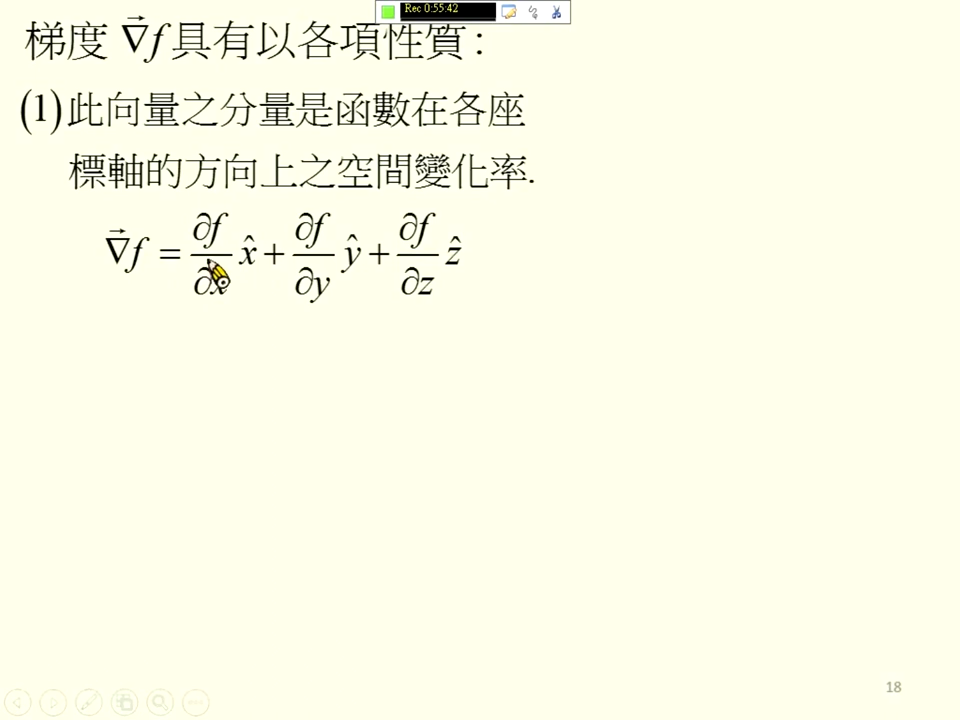 Rec 0:55:42
梯度 ∇⃗f 具有以各項性質:
(1)此向量之分量是函數在各座
標軸的方向上之空間變化率.
∇⃗f = ∂f/∂x x̂ + ∂f/∂y ŷ + ∂f/∂z ẑ
18